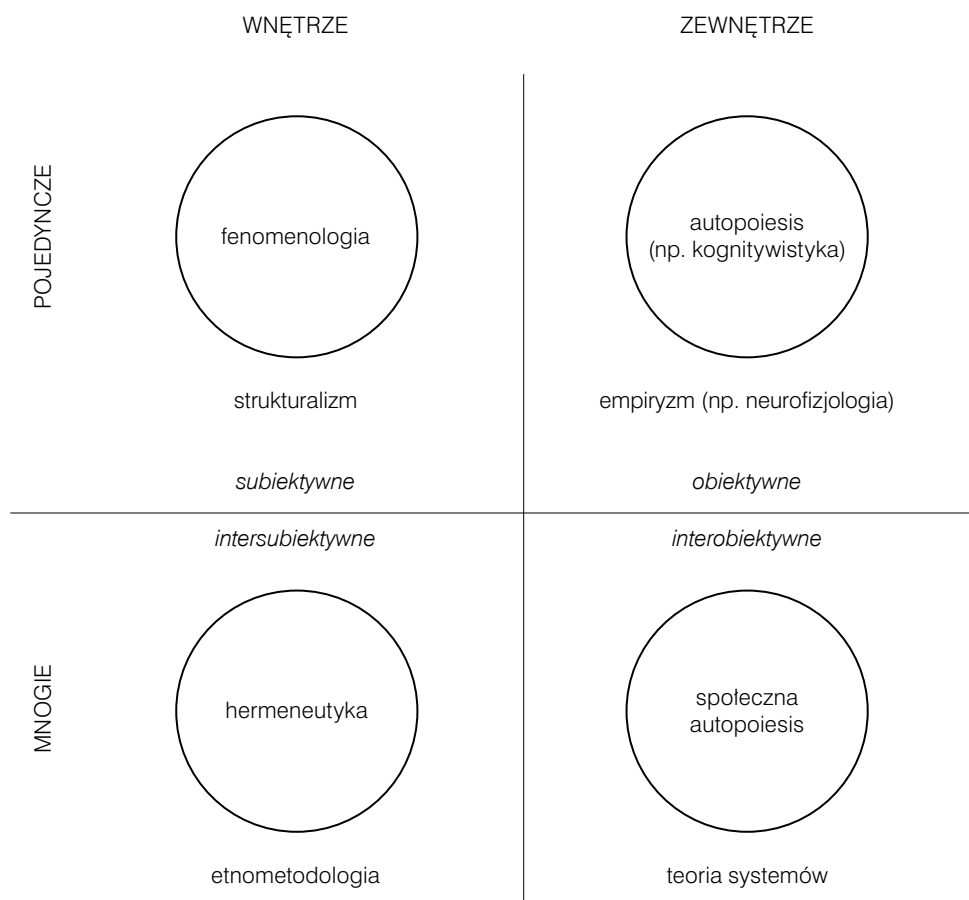 WNĘTRZE
ZEWNĘTRZE
POJEDYNCZE
fenomenologia
autopoiesis
(np. kognitywistyka)
strukturalizm
empiryzm (np. neurofizjologia)
subiektywne
obiektywne
intersubiektywne
interobiektywne
MNOGIE
hermeneutyka
społeczna
autopoiesis
etnometodologia
teoria systemów